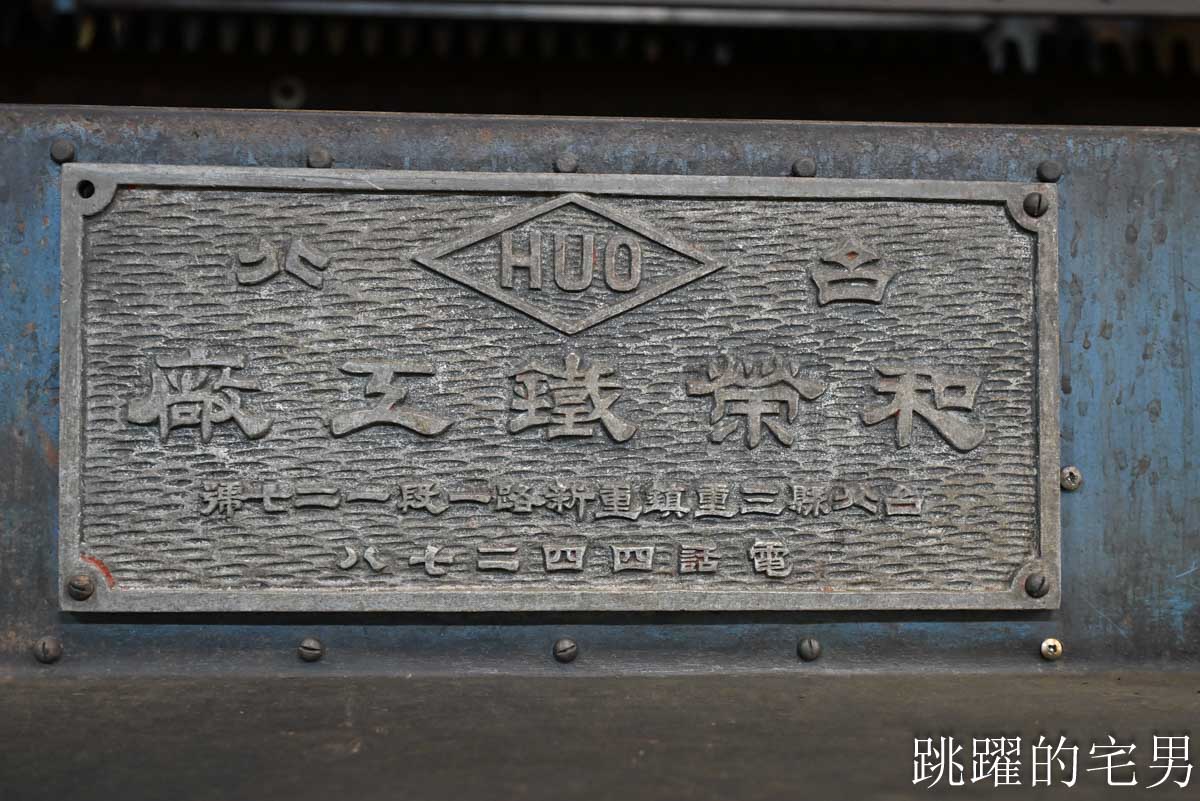 台 HUO 北
和榮鐵工廠
台北縣三重鎮重新路一段一二七號
電話四四二七八
跳躍的宅男